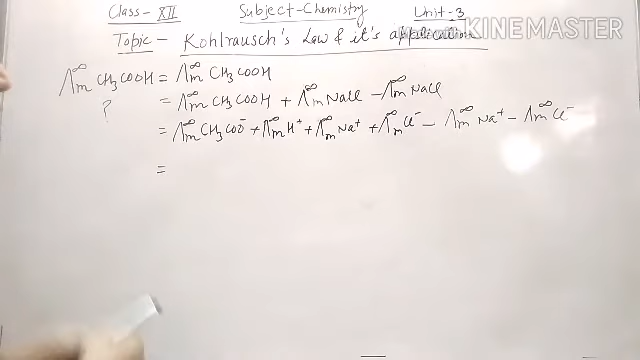 Class-XII Subject-Chemistry Unit-3
Topic - Kohlrausch's Law & it's application
KINEMASTER
Λ∞m CH3COOH = Λ∞m CH3COOH
? = Λ∞m CH3COOH + Λ∞m NaCl - Λ∞m NaCl
= Λ∞m CH3COO- + Λ∞m H+ + Λ∞m Na+ + Λ∞m Cl- - Λ∞m Na+ - Λ∞m Cl-
=